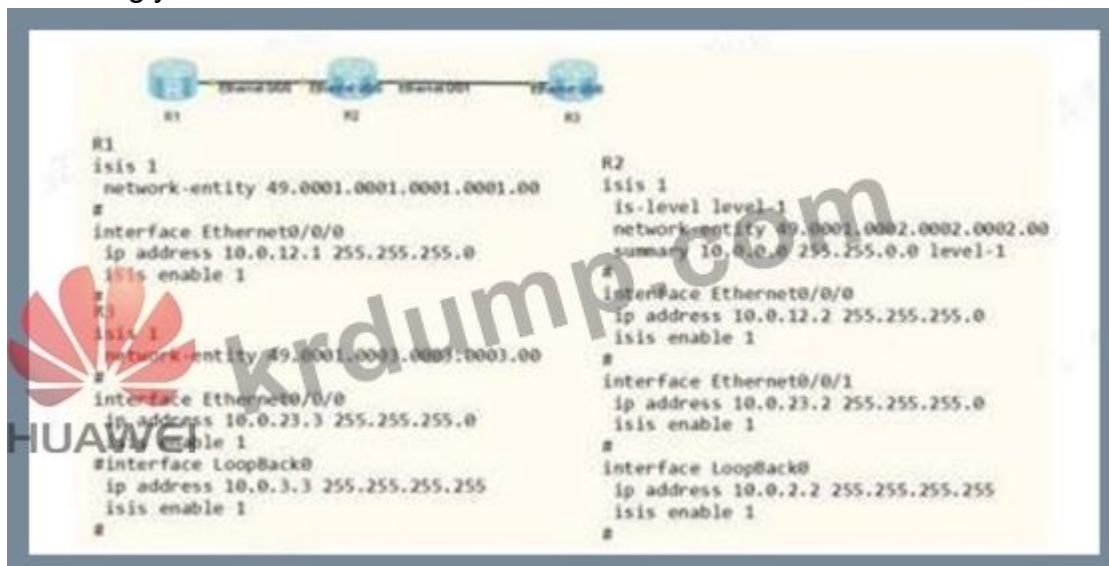 R1
R2
R3
R1
isis 1
network-entity 49.0001.0001.0001.0001.00
#
interface Ethernet0/0/0
ip address 10.0.12.1 255.255.255.0
isis enable 1
#
R3
isis 1
network-entity 49.0001.0003.0003.0003.00
#
interface Ethernet0/0/0
ip address 10.0.23.3 255.255.255.0
isis enable 1
#interface LoopBack0
ip address 10.0.3.3 255.255.255.255
isis enable 1
#
R2
isis 1
is-level level-1
network-entity 49.0001.0002.0002.0002.00
summary 10.0.0.0 255.255.0.0 level-1
#
interface Ethernet0/0/0
ip address 10.0.12.2 255.255.255.0
isis enable 1
#
interface Ethernet0/0/1
ip address 10.0.23.2 255.255.255.0
isis enable 1
#
interface LoopBack0
ip address 10.0.2.2 255.255.255.255
isis enable 1
#
HUAWEI
krdump.com